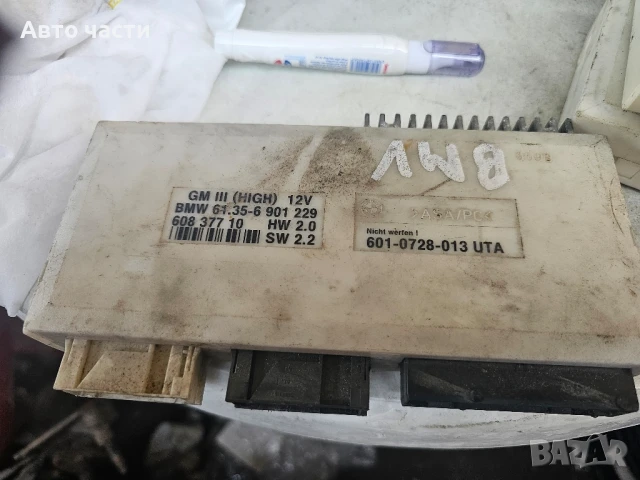 Авто части
BMW
GM III (HIGH) 12V
BMW 61.35-6 901 229
608 377 10 HW 2.0
SW 2.2
Nicht werfen !
601-0728-013 UTA
BAZAR